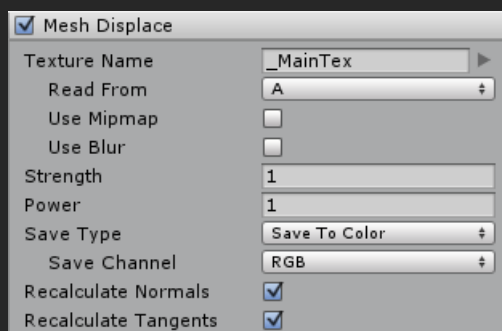 Mesh Displace
Texture Name _MainTex
Read From A
Use Mipmap
Use Blur
Strength 1
Power 1
Save Type Save To Color
Save Channel RGB
Recalculate Normals
Recalculate Tangents